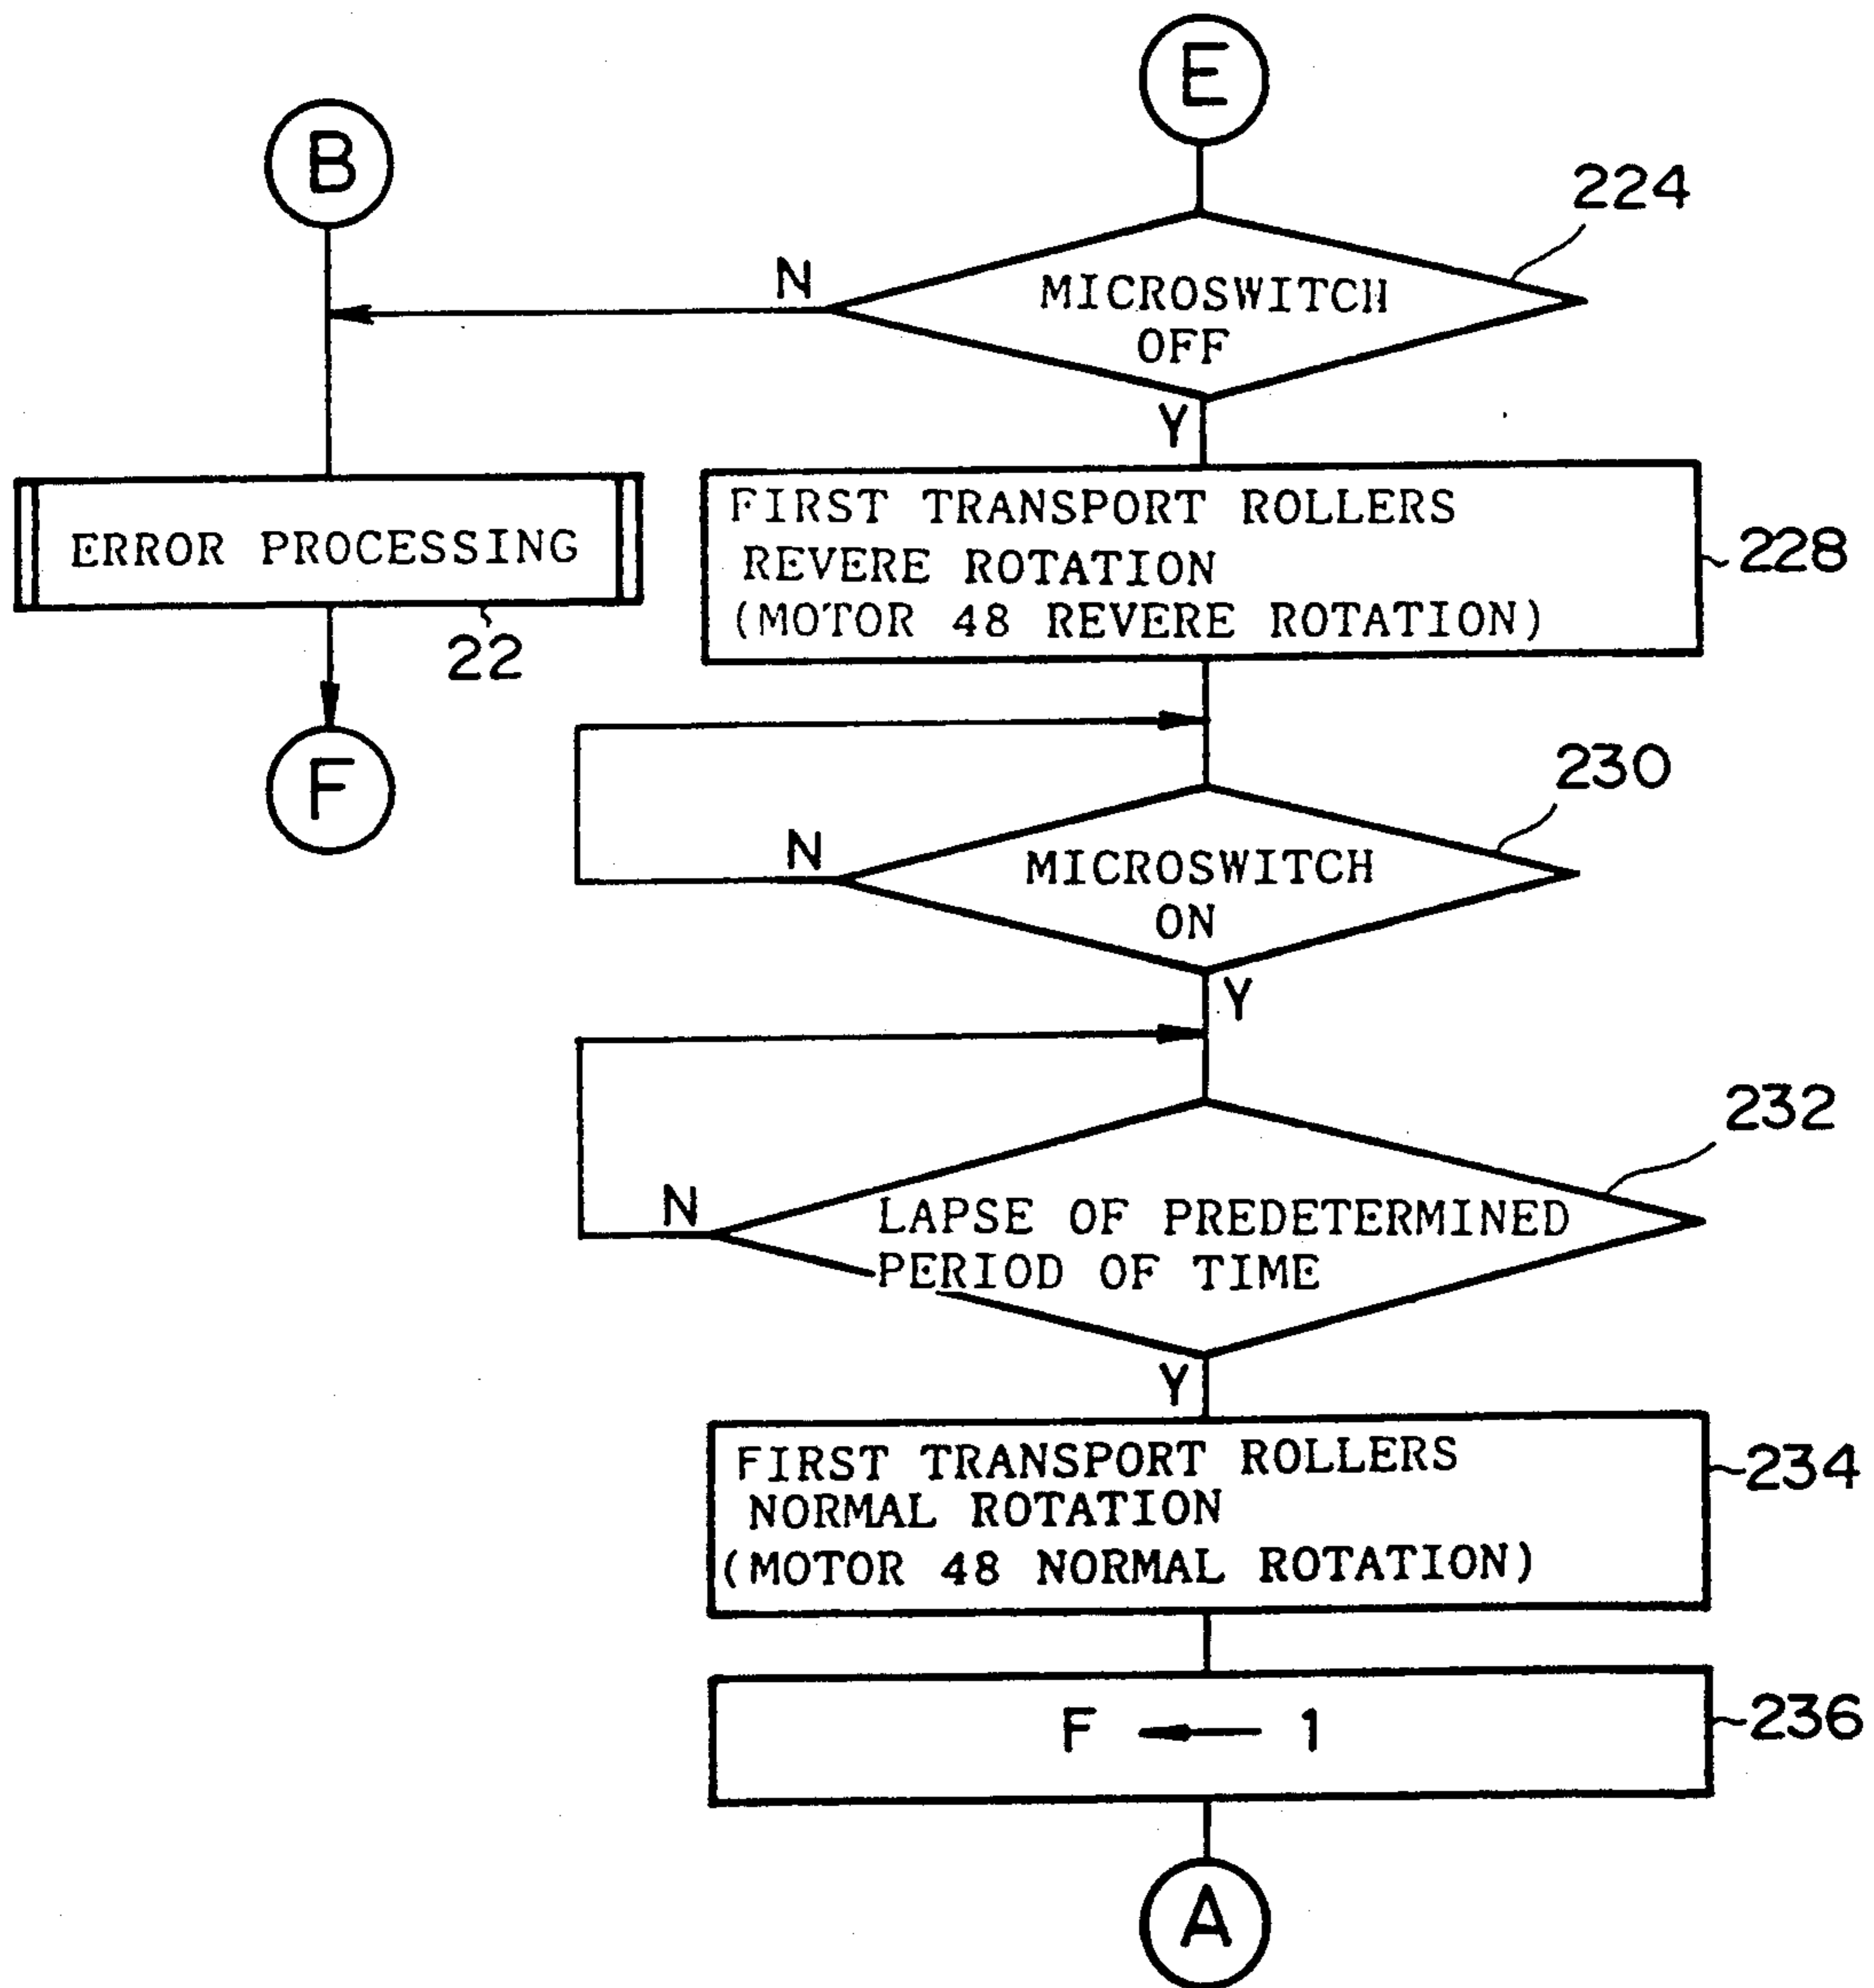 E
B
224
N
MICROSWITCH
OFF
Y
FIRST TRANSPORT ROLLERS
REVERE ROTATION
(MOTOR 48 REVERE ROTATION)
228
ERROR PROCESSING
22
F
230
N
MICROSWITCH
ON
Y
232
N
LAPSE OF PREDETERMINED
PERIOD OF TIME
Y
FIRST TRANSPORT ROLLERS
NORMAL ROTATION
(MOTOR 48 NORMAL ROTATION)
234
F ← 1
236
A